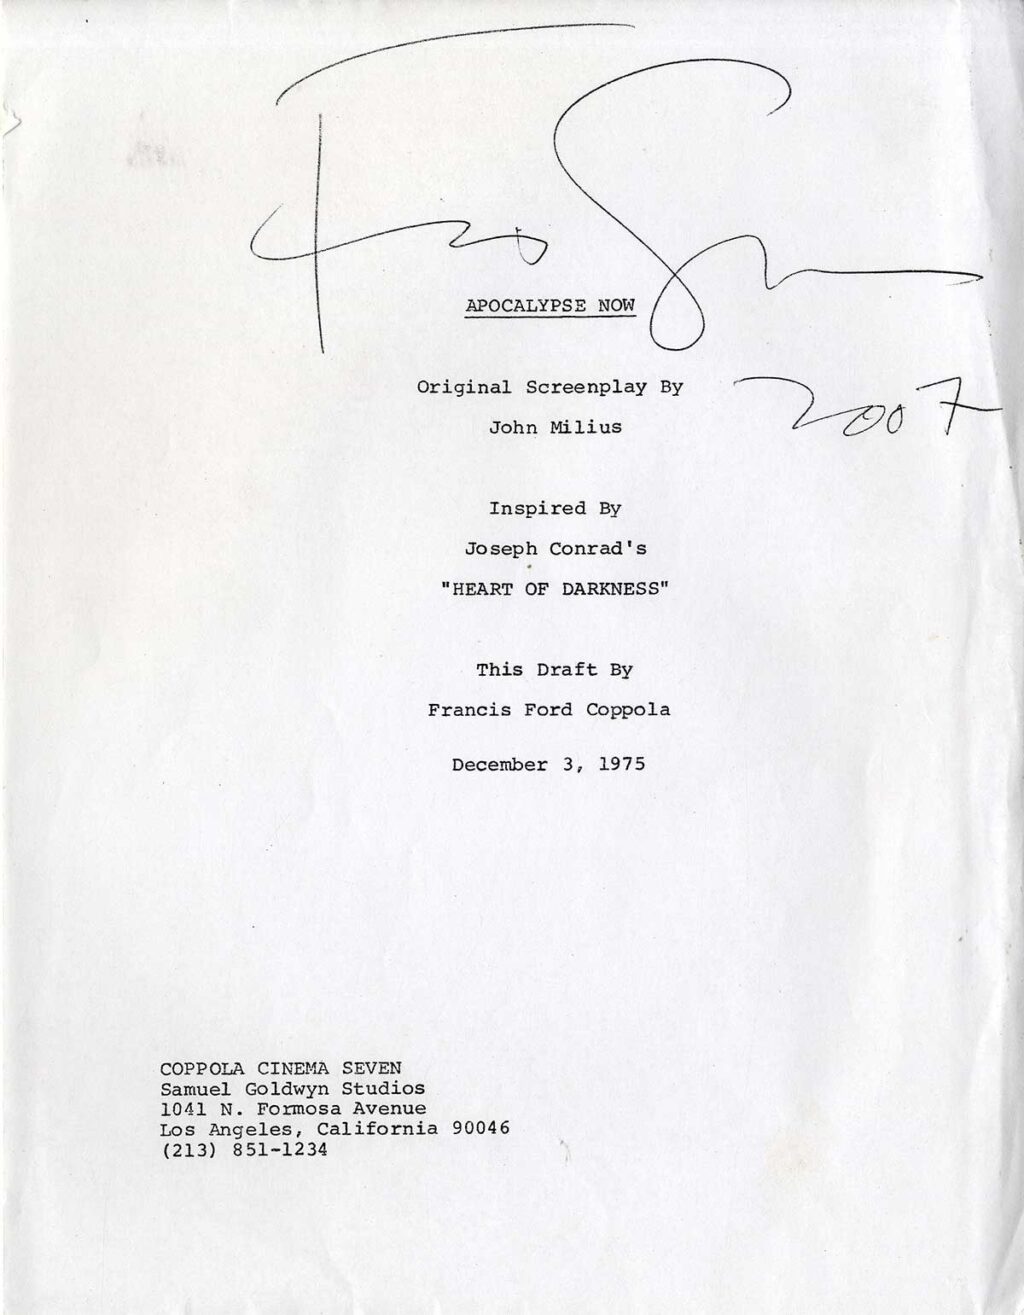 APOCALYPSE NOW
Original Screenplay By
2007
John Milius
Inspired By
Joseph Conrad's
"HEART OF DARKNESS"
This Draft By
Francis Ford Coppola
December 3, 1975
COPPOLA CINEMA SEVEN
Samuel Goldwyn Studios
1041 N. Formosa Avenue
Los Angeles, California 90046
(213) 851-1234